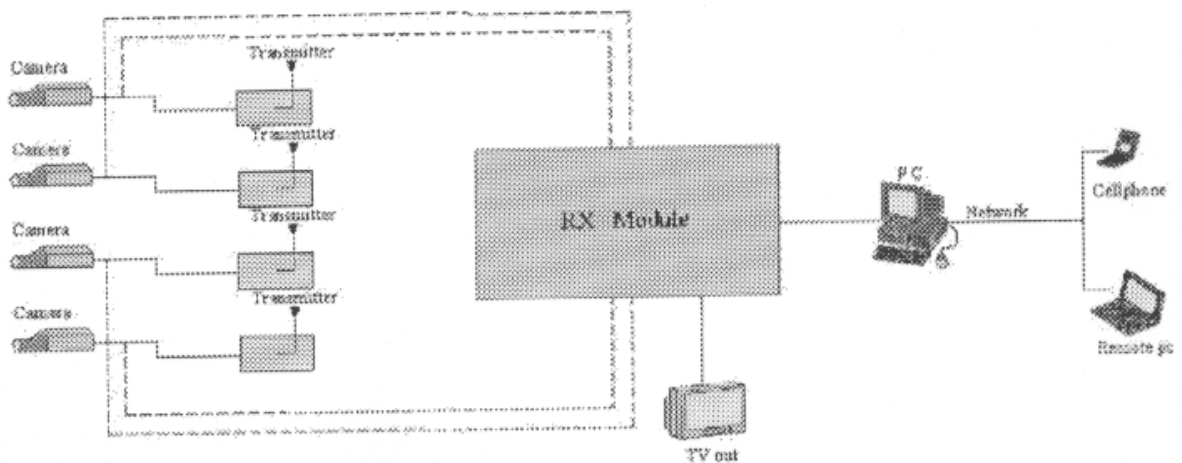 Transmitter
Camera
Transmitter
Camera
PC
Cellphone
Transmitter
Network
RX Module
Camera
Transmitter
Camera
Remote pc
TV out